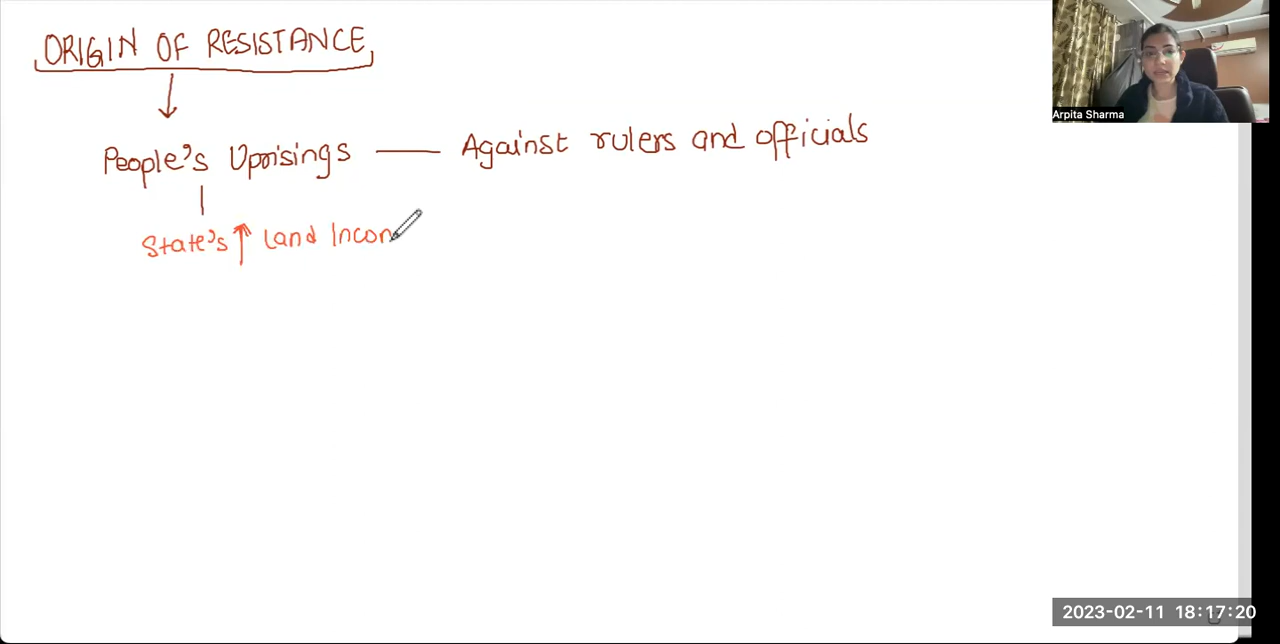 ORIGIN OF RESISTANCE
Arpita Sharma
People's Uprisings — Against rulers and officials
State's ↑ Land Incom
2023-02-11 18:17:20